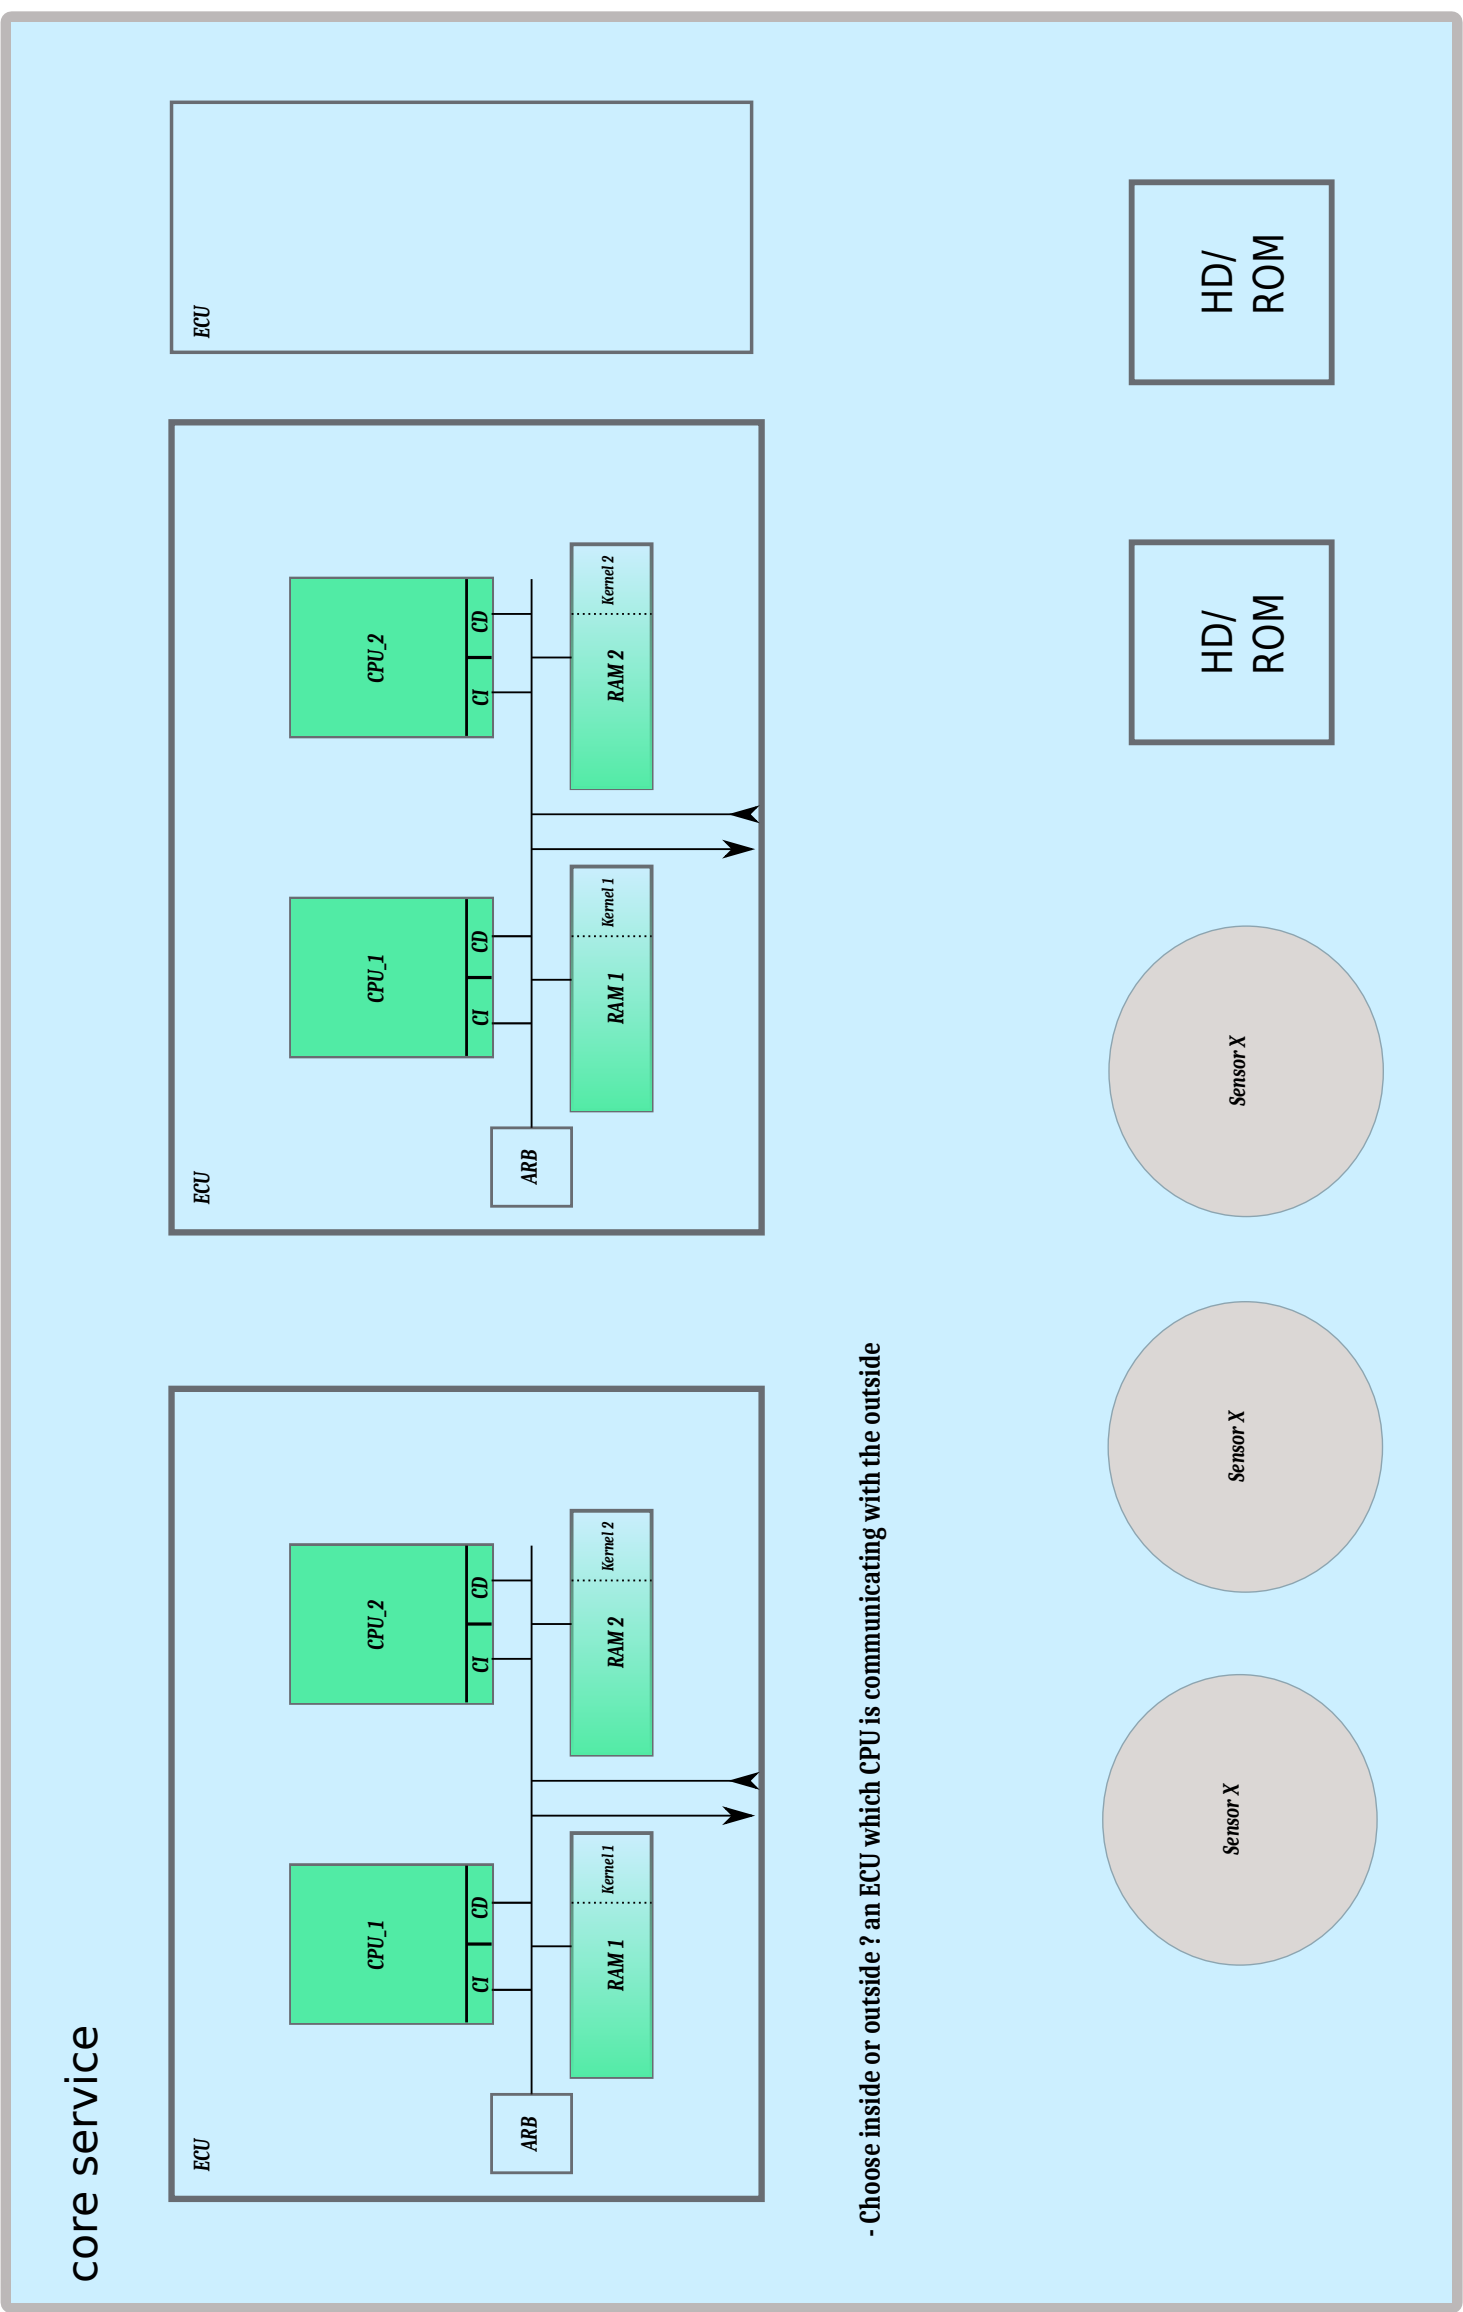 core service
ECU
CPU_1
CI
CD
CPU_2
CI
CD
ARB
RAM 1
Kernel 1
RAM 2
Kernel 2
ECU
CPU_1
CI
CD
CPU_2
CI
CD
ARB
RAM 1
Kernel 1
RAM 2
Kernel 2
ECU
- Choose inside or outside ? an ECU which CPU is communicating with the outside
Sensor X
Sensor X
Sensor X
HD/
ROM
HD/
ROM